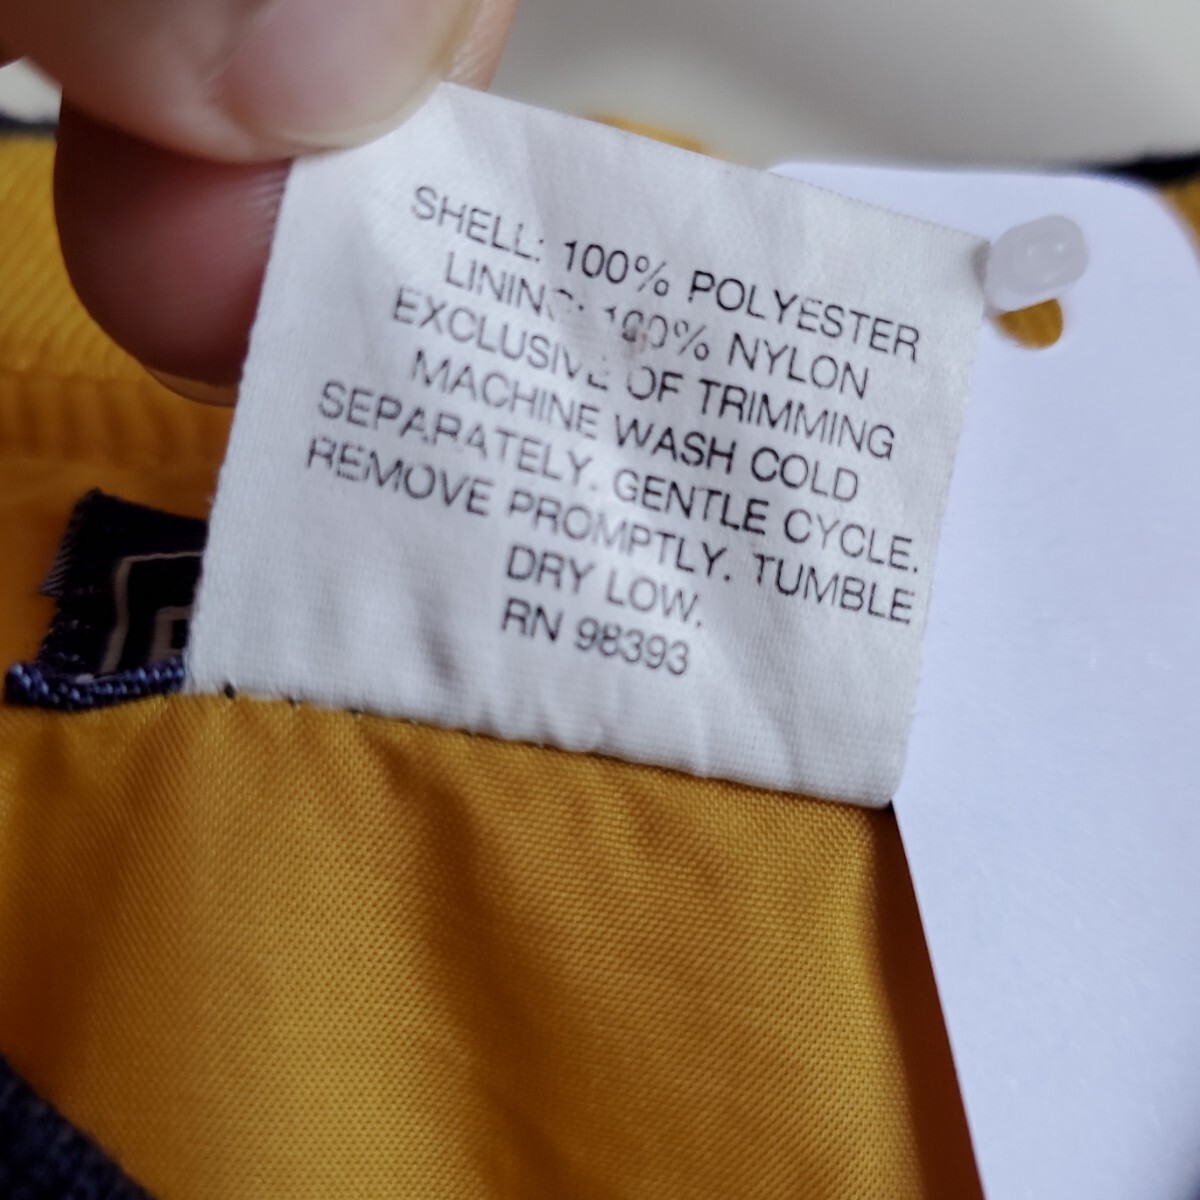 SHELL: 100% POLYESTER
LINING: 100% NYLON
EXCLUSIVE OF TRIMMING
MACHINE WASH COLD
SEPARATELY. GENTLE CYCLE.
REMOVE PROMPTLY. TUMBLE
DRY LOW.
RN 98393